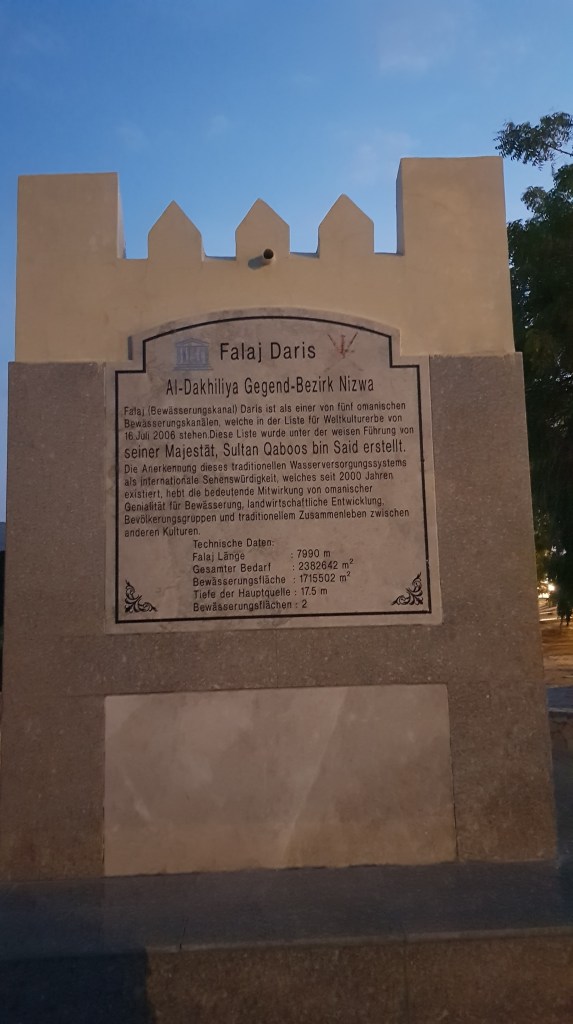 Falaj Daris
Al-Dakhiliya Gegend-Bezirk Nizwa
Falaj (Bewässerungskanal) Daris ist als einer von fünf omanischen
Bewässerungskanälen, welche in der Liste für Weltkulturerbe von
16.Juli 2006 stehen.Diese Liste wurde unter der weisen Führung von
seiner Majestät, Sultan Qaboos bin Said erstellt.
Die Anerkennung dieses traditionellen Wasserversorgungssystems
als internationale Sehenswürdigkeit, welches seit 2000 Jahren
existiert, hebt die bedeutende Mitwirkung von omanischer
Genialität für Bewässerung, landwirtschaftliche Entwicklung,
Bevölkerungsgruppen und traditionellem Zusammenleben zwischen
anderen Kulturen.
Technische Daten:
Falaj Länge : 7990 m
Gesamter Bedarf : 2382642 m²
Bewässerungsfläche : 1715502 m²
Tiefe der Hauptquelle : 17.5 m
Bewässerungsflächen : 2